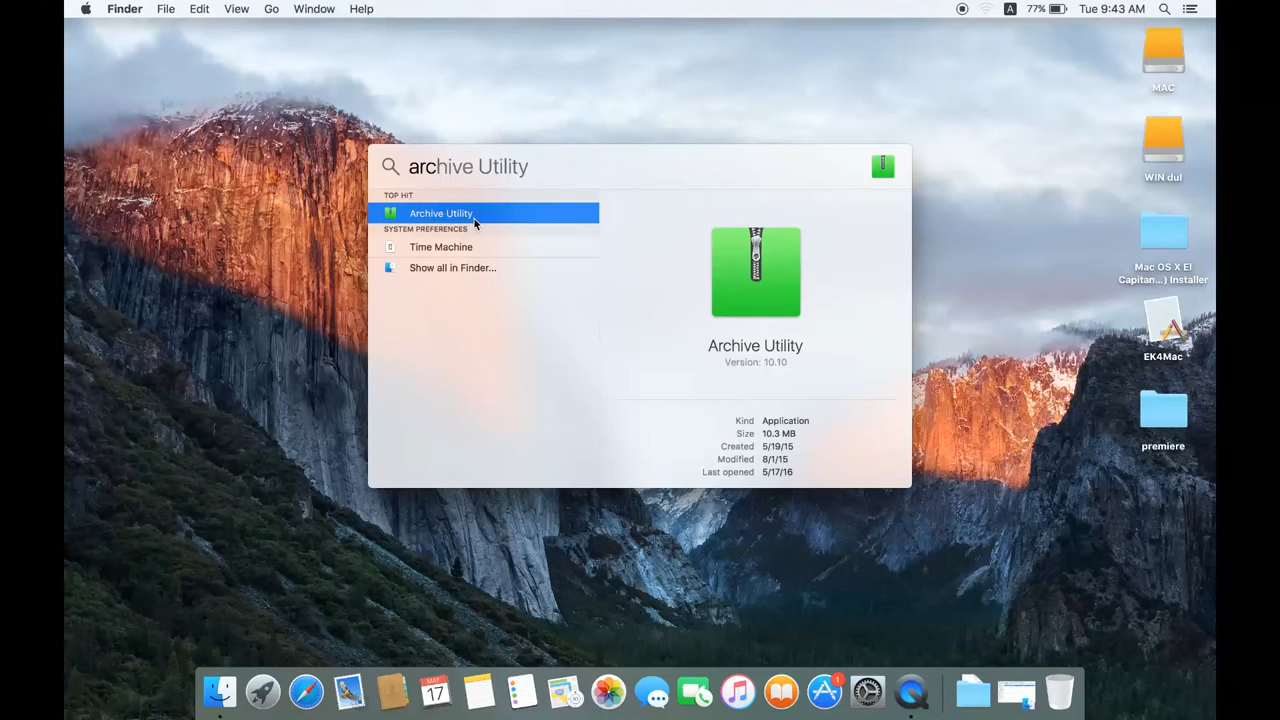 Finder File Edit View Go Window Help
A 77% Tue 9:43 AM
MAC
WIN dul
Mac OS X El
Capitan...) Installer
EK4Mac
premiere
archive Utility
TOP HIT
Archive Utility
SYSTEM PREFERENCES
Time Machine
Show all in Finder...
Archive Utility
Version: 10.10
Kind Application
Size 10.3 MB
Created 5/19/15
Modified 8/1/15
Last opened 5/17/16
MAY
17
1